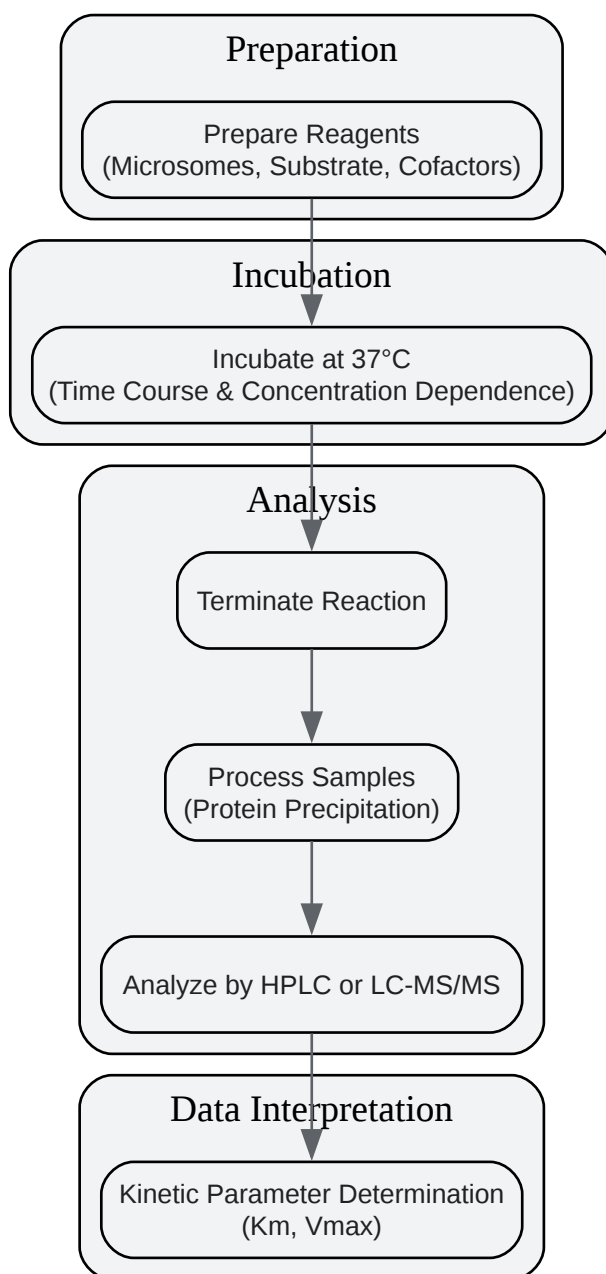 Preparation
Prepare Reagents
(Microsomes, Substrate, Cofactors)
Incubation
Incubate at 37°C
(Time Course & Concentration Dependence)
Analysis
Terminate Reaction
Process Samples
(Protein Precipitation)
Analyze by HPLC or LC-MS/MS
Data Interpretation
Kinetic Parameter Determination
(Km, Vmax)